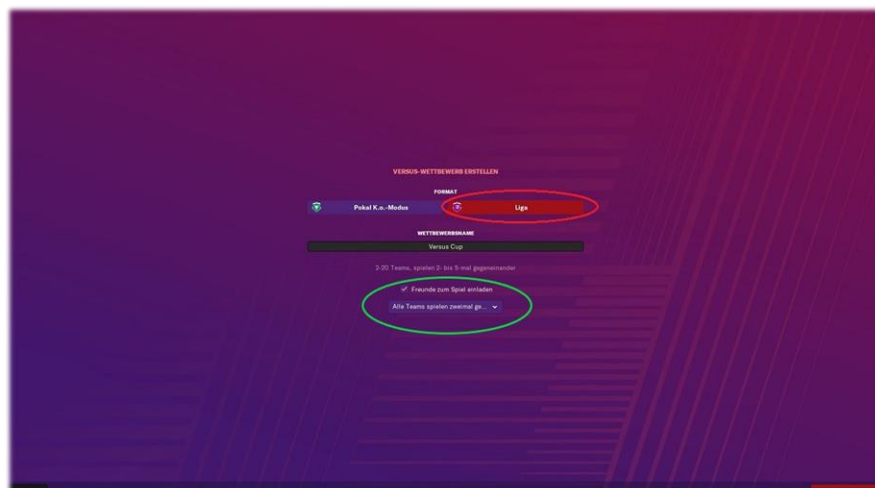 VERSUS-WETTBEWERB ERSTELLEN
FORMAT
Pokal K.o.-Modus
Liga
WETTBEWERBSNAME
Versus Cup
2-20 Teams, spielen 2- bis 5-mal gegeneinander
Freunde zum Spiel einladen
Alle Teams spielen zweimal ge...